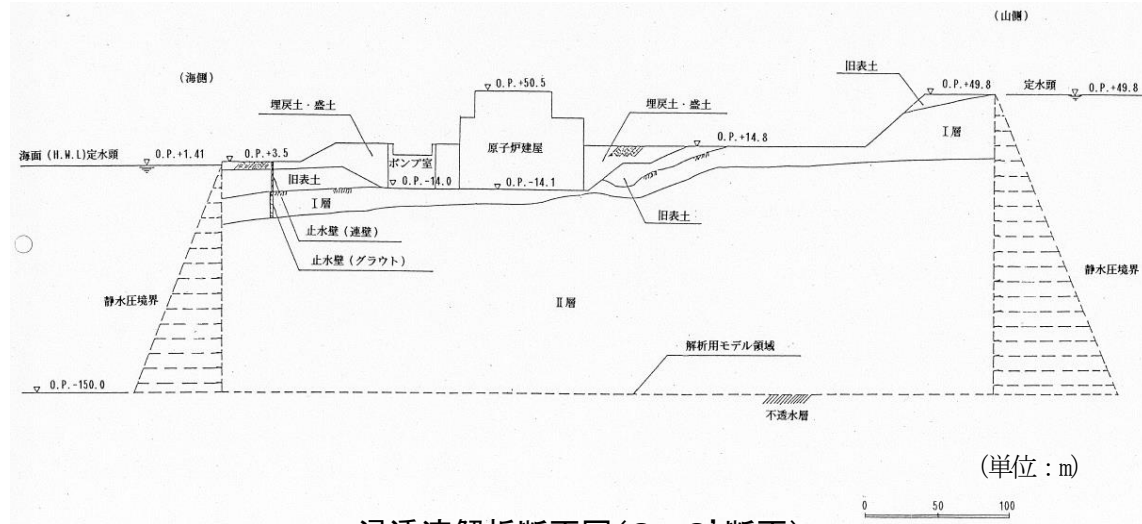 (山側)
旧表土
定水頭
O.P.+49.8
O.P.+49.8
Ⅰ層
(海側)
O.P.+50.5
埋戻土・盛土
埋戻土・盛土
O.P.+14.8
原子炉建屋
ポンプ室
海面(H.W.L)定水頭
O.P.+1.41
O.P.+3.5
旧表土
O.P.-14.0
O.P.-14.1
Ⅰ層
旧表土
止水壁(連壁)
止水壁(グラウト)
静水圧境界
静水圧境界
Ⅱ層
解析用モデル領域
O.P.-150.0
不透水層
(単位:m)
0 50 100